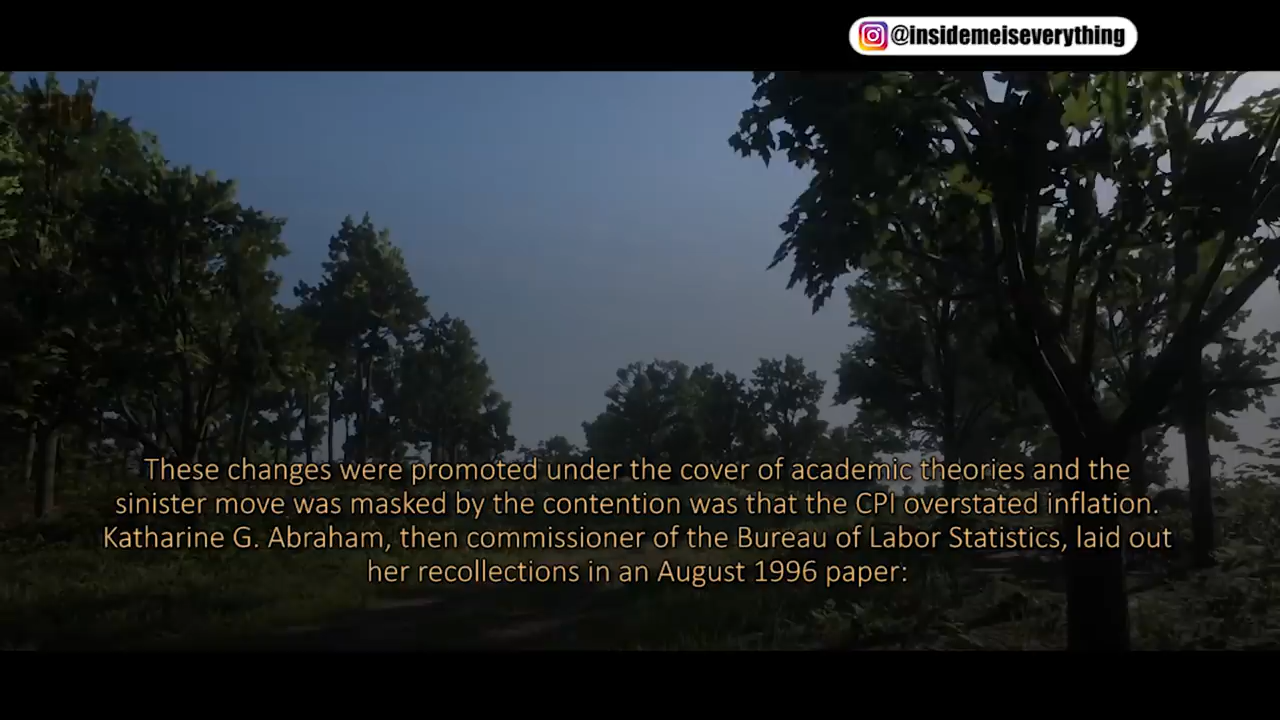 @insidemeiseverything
These changes were promoted under the cover of academic theories and the
sinister move was masked by the contention was that the CPI overstated inflation.
Katharine G. Abraham, then commissioner of the Bureau of Labor Statistics, laid out
her recollections in an August 1996 paper: